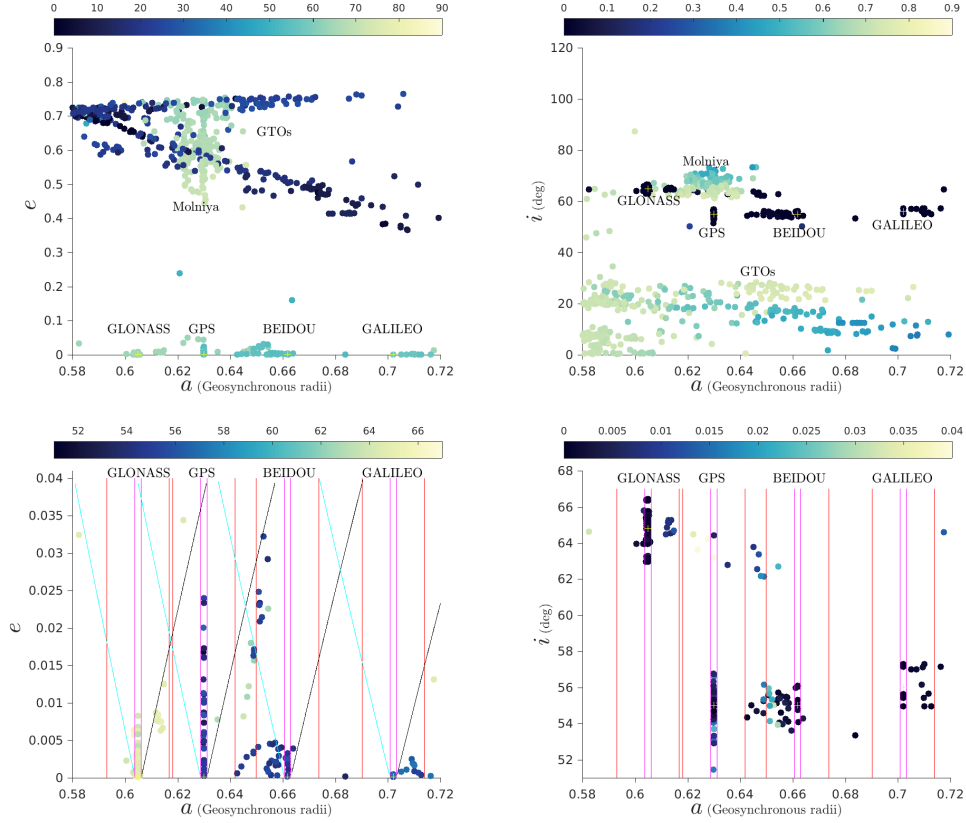 0 10 20 30 40 50 60 70 80 90
0.9
0.8
0.7
0.6
0.5
0.4
0.3
0.2
0.1
0
e
GTOs
Molniya
GLONASS GPS BEIDOU GALILEO
0.58 0.6 0.62 0.64 0.66 0.68 0.7 0.72
a (Geosynchronous radii)
0 0.1 0.2 0.3 0.4 0.5 0.6 0.7 0.8 0.9
120
100
80
60
40
20
0
i (deg)
Molniya
GLONASS
GPS BEIDOU GALILEO
GTOs
0.58 0.6 0.62 0.64 0.66 0.68 0.7 0.72
a (Geosynchronous radii)
52 54 56 58 60 62 64 66
0.04
0.035
0.03
0.025
0.02
0.015
0.01
0.005
0
e
GLONASS GPS BEIDOU GALILEO
0.58 0.6 0.62 0.64 0.66 0.68 0.7 0.72
a (Geosynchronous radii)
0 0.005 0.01 0.015 0.02 0.025 0.03 0.035 0.04
68
66
64
62
60
58
56
54
52
i (deg)
GLONASS GPS BEIDOU GALILEO
0.58 0.6 0.62 0.64 0.66 0.68 0.7 0.72
a (Geosynchronous radii)